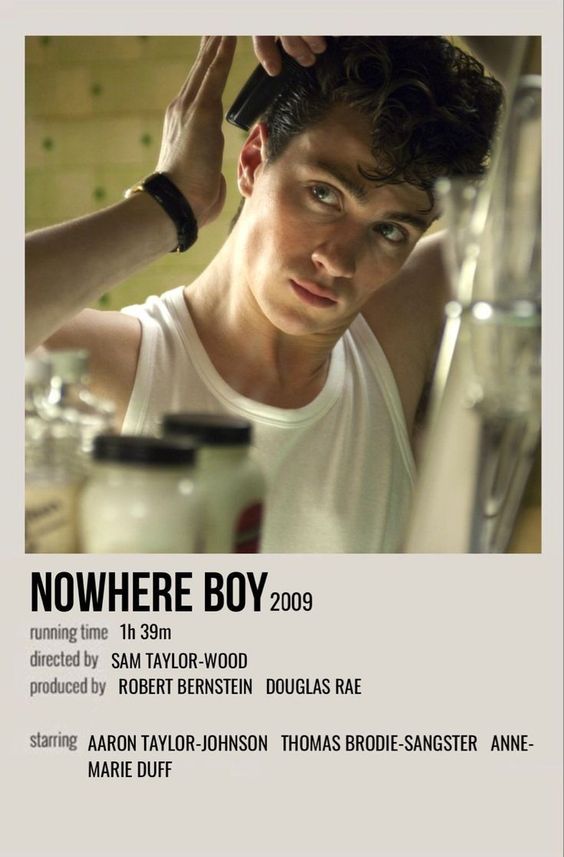 NOWHERE BOY 2009
running time 1h 39m
directed by SAM TAYLOR-WOOD
produced by ROBERT BERNSTEIN DOUGLAS RAE
starring AARON TAYLOR-JOHNSON THOMAS BRODIE-SANGSTER ANNE-
MARIE DUFF